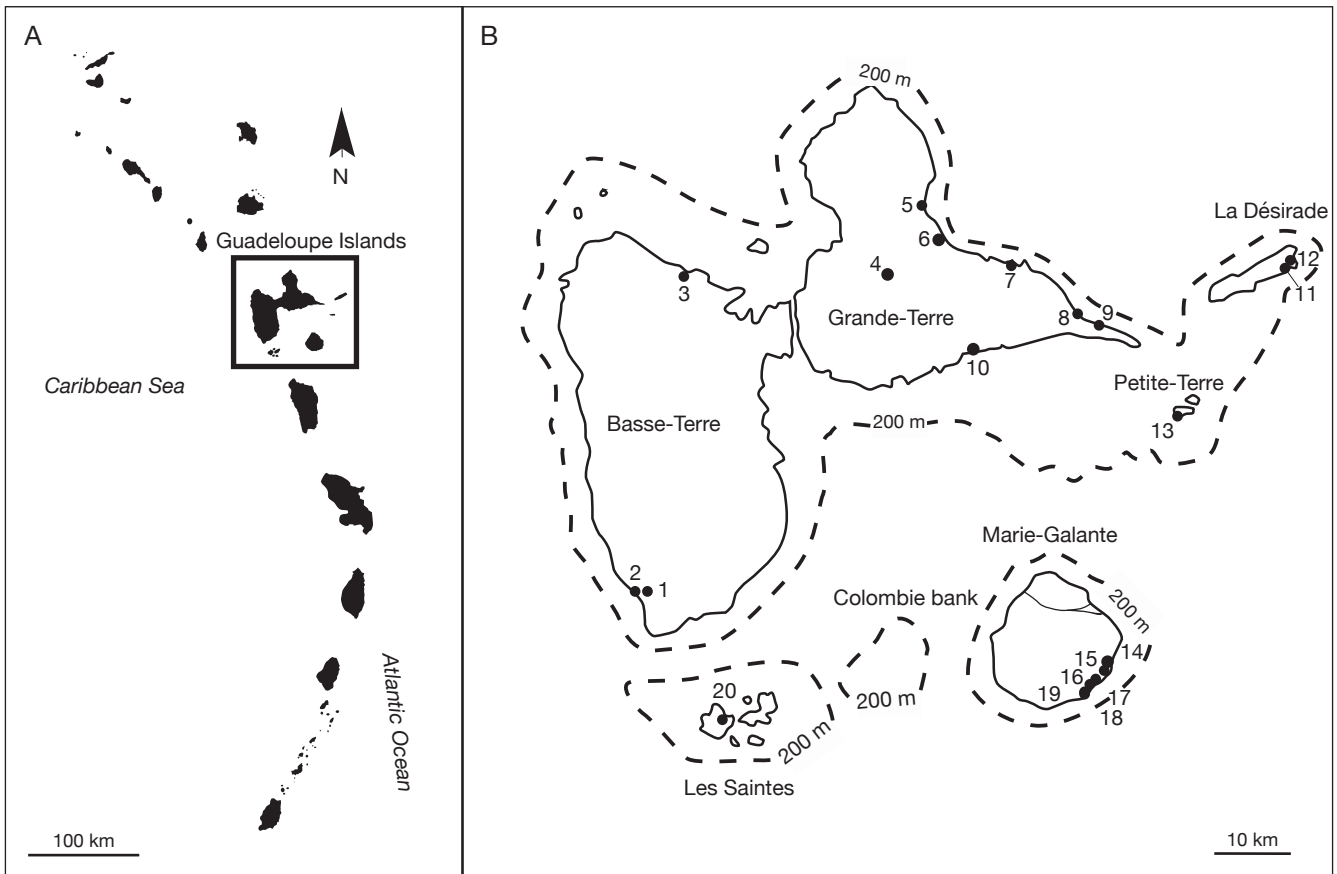 A
N
Guadeloupe Islands
Caribbean Sea
Atlantic Ocean
100 km
B
200 m
5
La Désirade
6
12
4
7
3
11
Grande-Terre
8
9
10
Petite-Terre
Basse-Terre
200 m
13
Marie-Galante
2
1
Colombie bank
200 m
15
14
16
20
19
17
200 m
18
200 m
Les Saintes
10 km